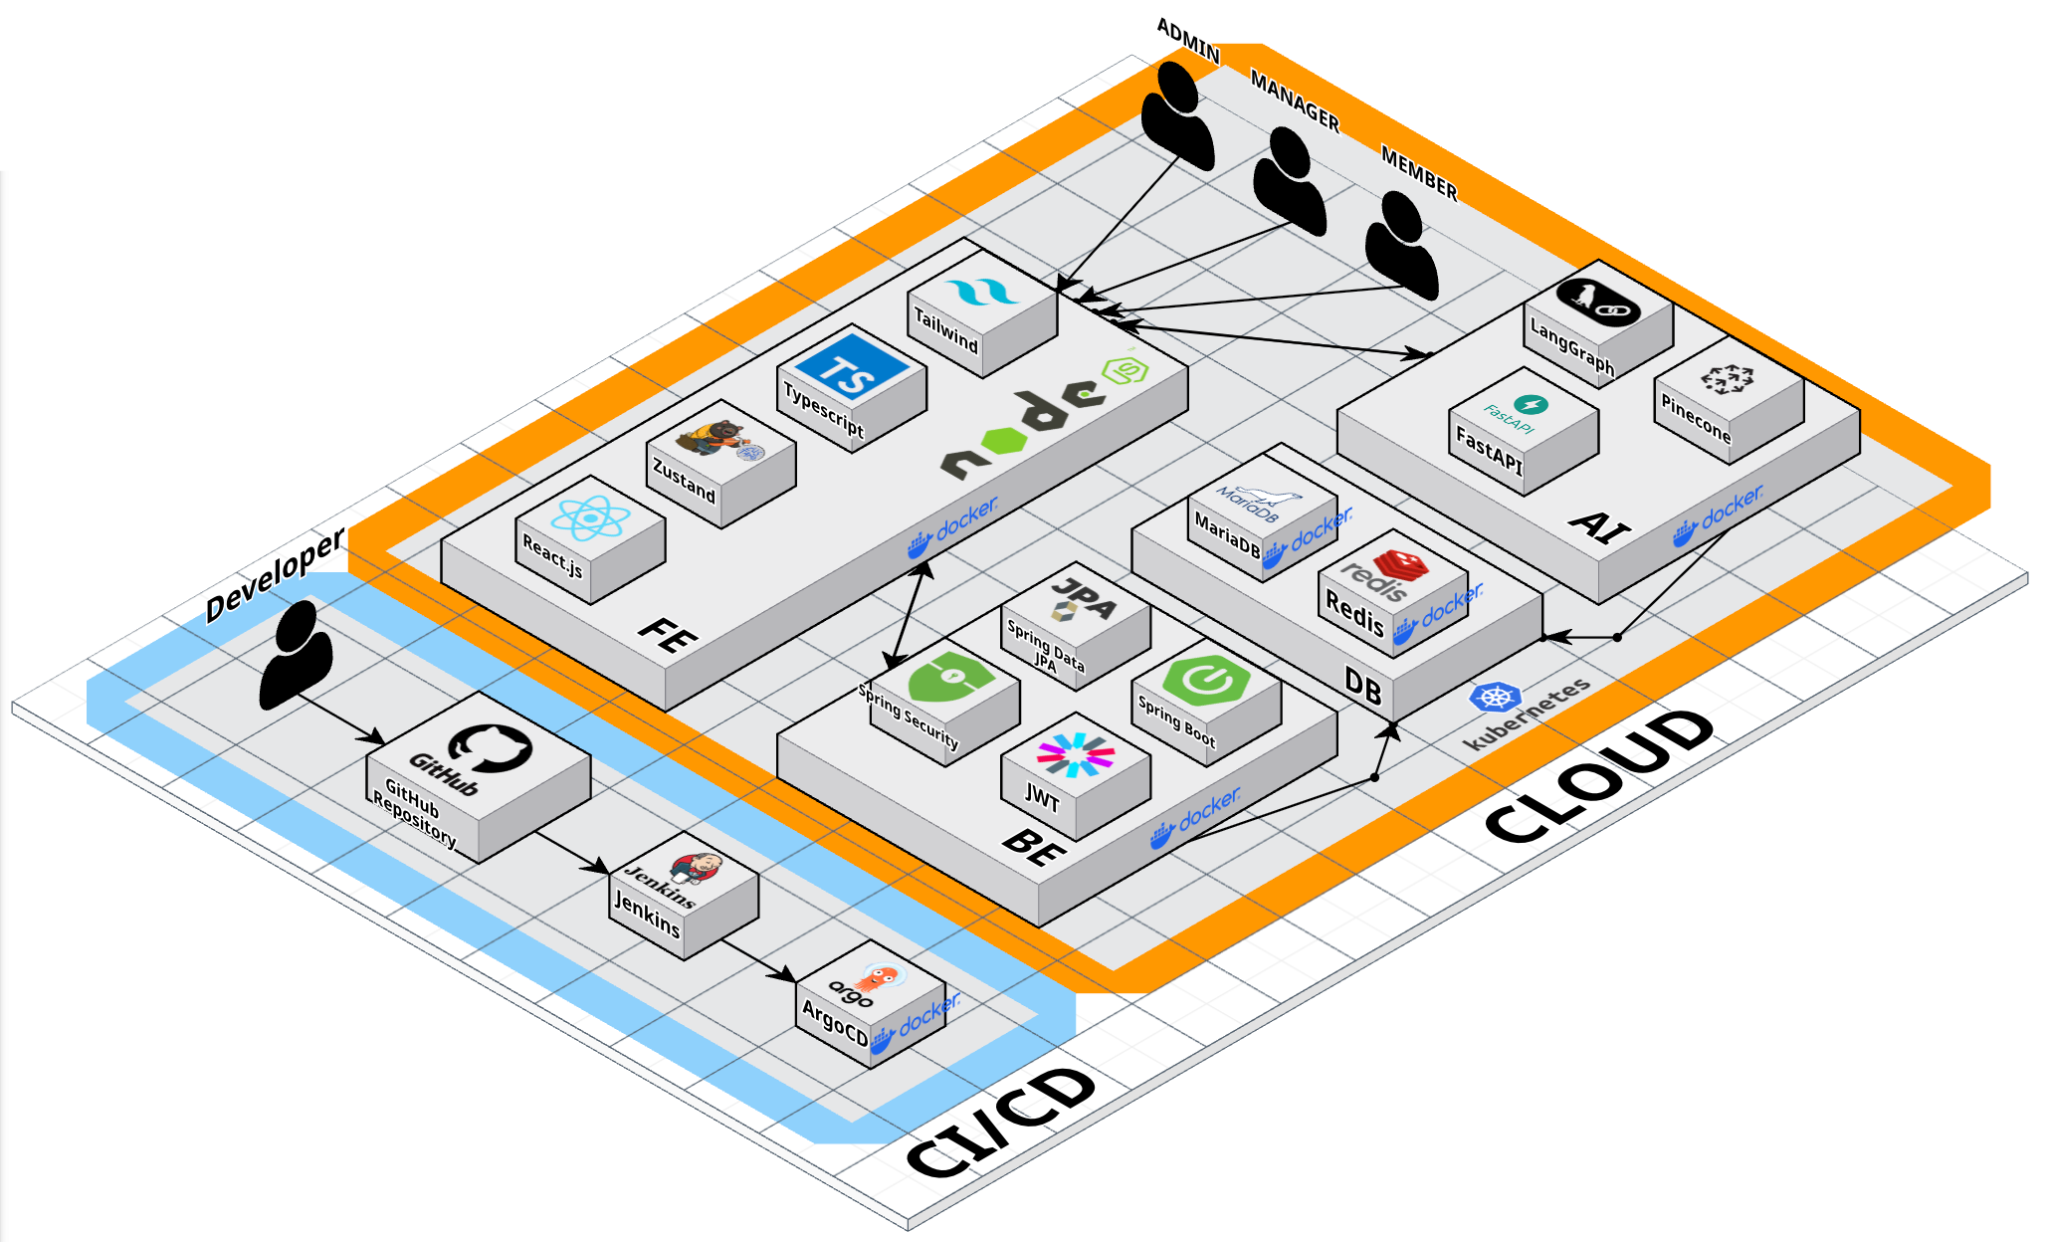 ADMIN
MANAGER
MEMBER
Tailwind
TS
Typescript
Zustand
React.js
node
JS
docker
FE
LangGraph
Pinecone
FastAPI
FastAPI
AI
docker
MariaDB
MariaDB
docker
redis
Redis
docker
DB
JPA
Spring Data
JPA
Spring Security
Spring Boot
JWT
BE
docker
kubernetes
CLOUD
Developer
GitHub
GitHub
Repository
Jenkins
Jenkins
argo
ArgoCD
docker
CI/CD